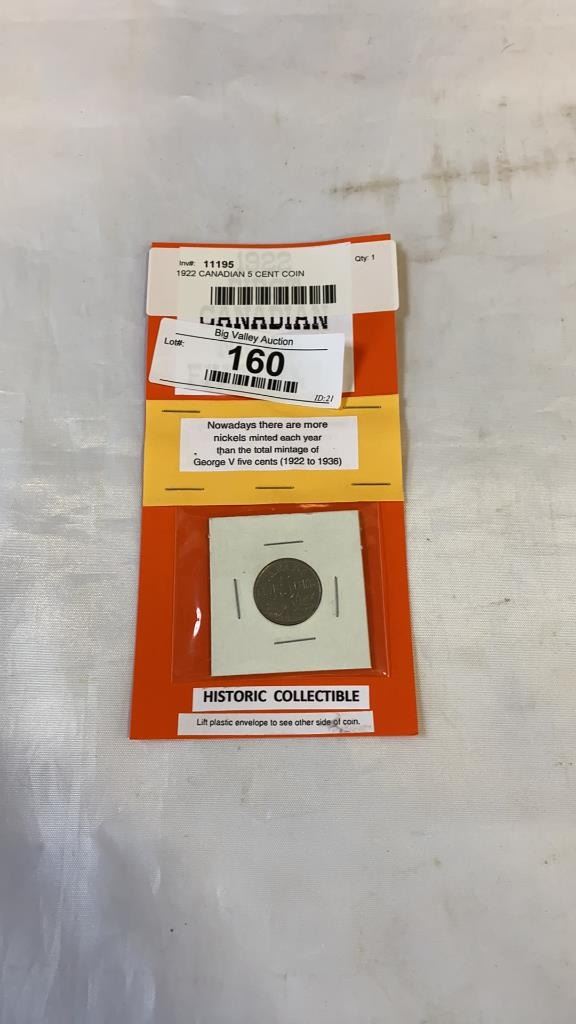 Inv#: 11195
Qty: 1
1922 CANADIAN 5 CENT COIN
CANADIAN
Big Valley Auction
Lot#:
160
ID:21
Nowadays there are more
nickels minted each year
than the total mintage of
George V five cents (1922 to 1936)
HISTORIC COLLECTIBLE
Lift plastic envelope to see other side of coin.